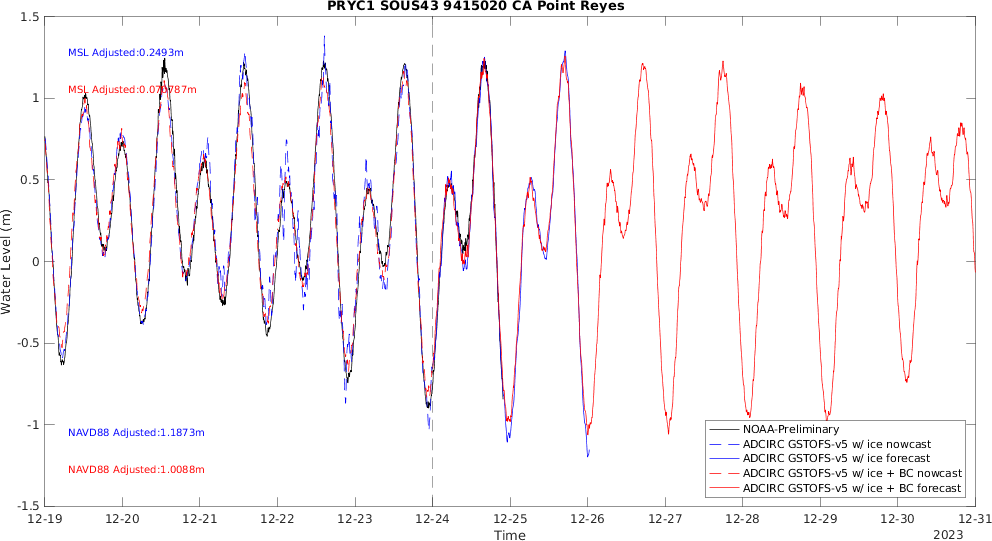 PRYC1 SOUS43 9415020 CA Point Reyes
1.5
1
0.5
0
-0.5
-1
-1.5
Water Level (m)
MSL Adjusted:0.2493m
MSL Adjusted:0.070787m
NAVD88 Adjusted:1.1873m
NAVD88 Adjusted:1.0088m
NOAA-Preliminary
ADCIRC GSTOFS-v5 w/ ice nowcast
ADCIRC GSTOFS-v5 w/ ice forecast
ADCIRC GSTOFS-v5 w/ ice + BC nowcast
ADCIRC GSTOFS-v5 w/ ice + BC forecast
12-19 12-20 12-21 12-22 12-23 12-24 12-25 12-26 12-27 12-28 12-29 12-30 12-31
Time
2023